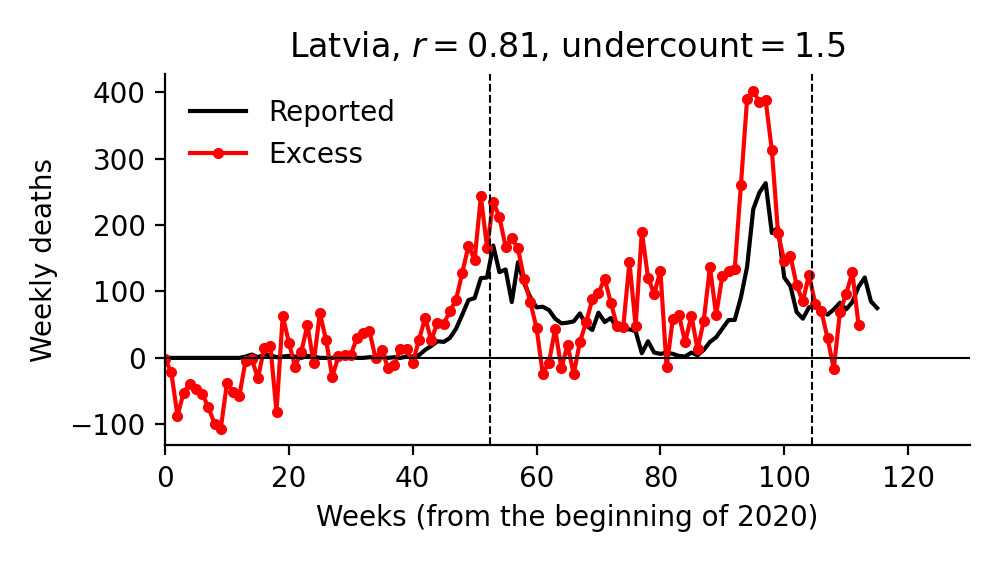 Latvia, r = 0.81, undercount = 1.5
Weekly deaths
400
300
200
100
0
−100
Reported
Excess
0 20 40 60 80 100 120
Weeks (from the beginning of 2020)